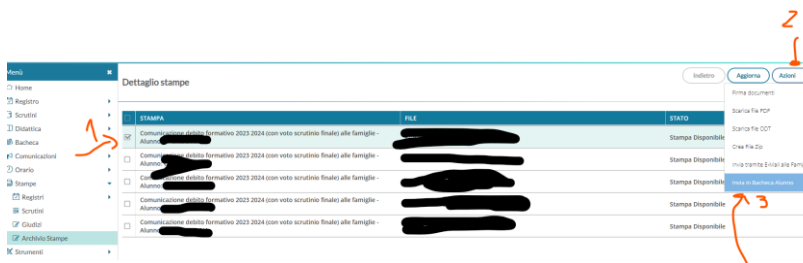 2
Menù
Home
Registro
Scrutini
Didattica
Bacheca
Comunicazioni
Orario
Stampe
Registri
Scrutini
Giudizi
Archivio Stampe
Strumenti
1
Dettaglio stampe
Indietro
Aggiorna
Azioni
Firma documenti
Scarica file PDF
Scarica file ODT
Crea File Zip
Invia tramite E-Mail alle Fami
Invia in Bacheca Alunno
3
STAMPA FILE STATO
Comunicazione debito formativo 2023 2024 (con voto scrutinio finale) alle famiglie - Stampa Disponibile
Alunno
Comunicazione debito formativo 2023 2024 (con voto scrutinio finale) alle famiglie - Stampa Disponibile
Alunno
Comunicazione debito formativo 2023 2024 (con voto scrutinio finale) alle famiglie - Stampa Disponibile
Alunno
Comunicazione debito formativo 2023 2024 (con voto scrutinio finale) alle famiglie - Stampa Disponibile
Alunno
Comunicazione debito formativo 2023 2024 (con voto scrutinio finale) alle famiglie - Stampa Disponibile
Alunno